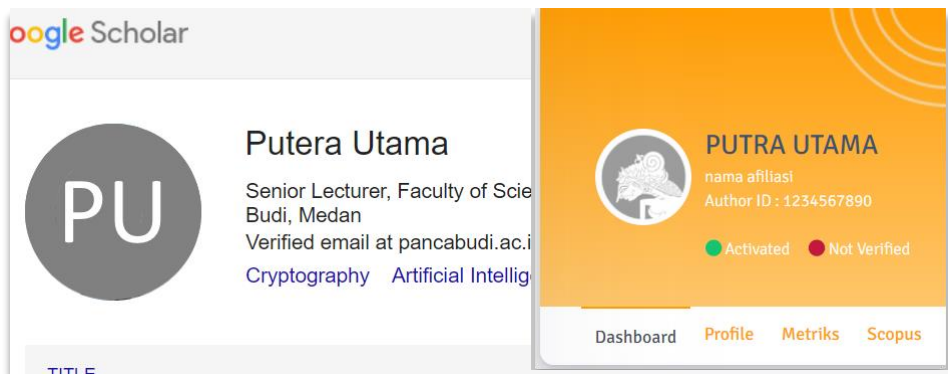 oogle Scholar
PU
Putera Utama
Senior Lecturer, Faculty of Scie
Budi, Medan
Verified email at pancabudi.ac.i
Cryptography Artificial Intellig
TITLE
PUTRA UTAMA
nama afiliasi
Author ID : 1234567890
Activated Not Verified
Dashboard Profile Metriks Scopus